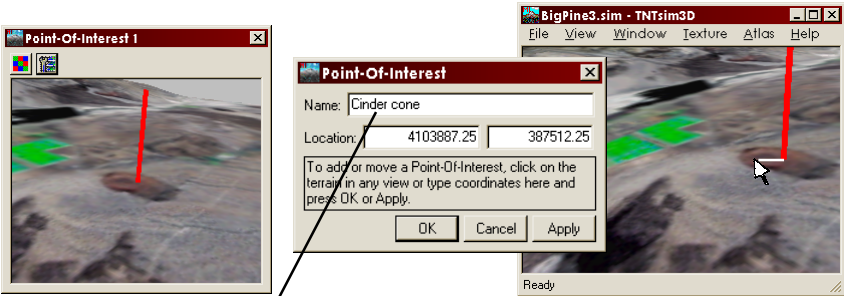 Point-Of-Interest 1
Point-Of-Interest
Name: Cinder cone
Location: 4103887.25 387512.25
To add or move a Point-Of-Interest, click on the
terrain in any view or type coordinates here and
press OK or Apply.
OK Cancel Apply
BigPine3.sim - TNTsim3D
File View Window Texture Atlas Help
Ready